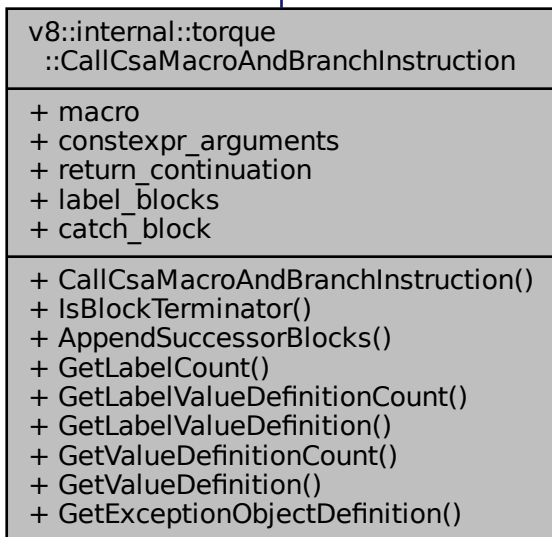 v8::internal::torque
::CallCsaMacroAndBranchInstruction
+ macro
+ constexpr_arguments
+ return_continuation
+ label_blocks
+ catch_block
+ CallCsaMacroAndBranchInstruction()
+ IsBlockTerminator()
+ AppendSuccessorBlocks()
+ GetLabelCount()
+ GetLabelValueDefinitionCount()
+ GetLabelValueDefinition()
+ GetValueDefinitionCount()
+ GetValueDefinition()
+ GetExceptionObjectDefinition()